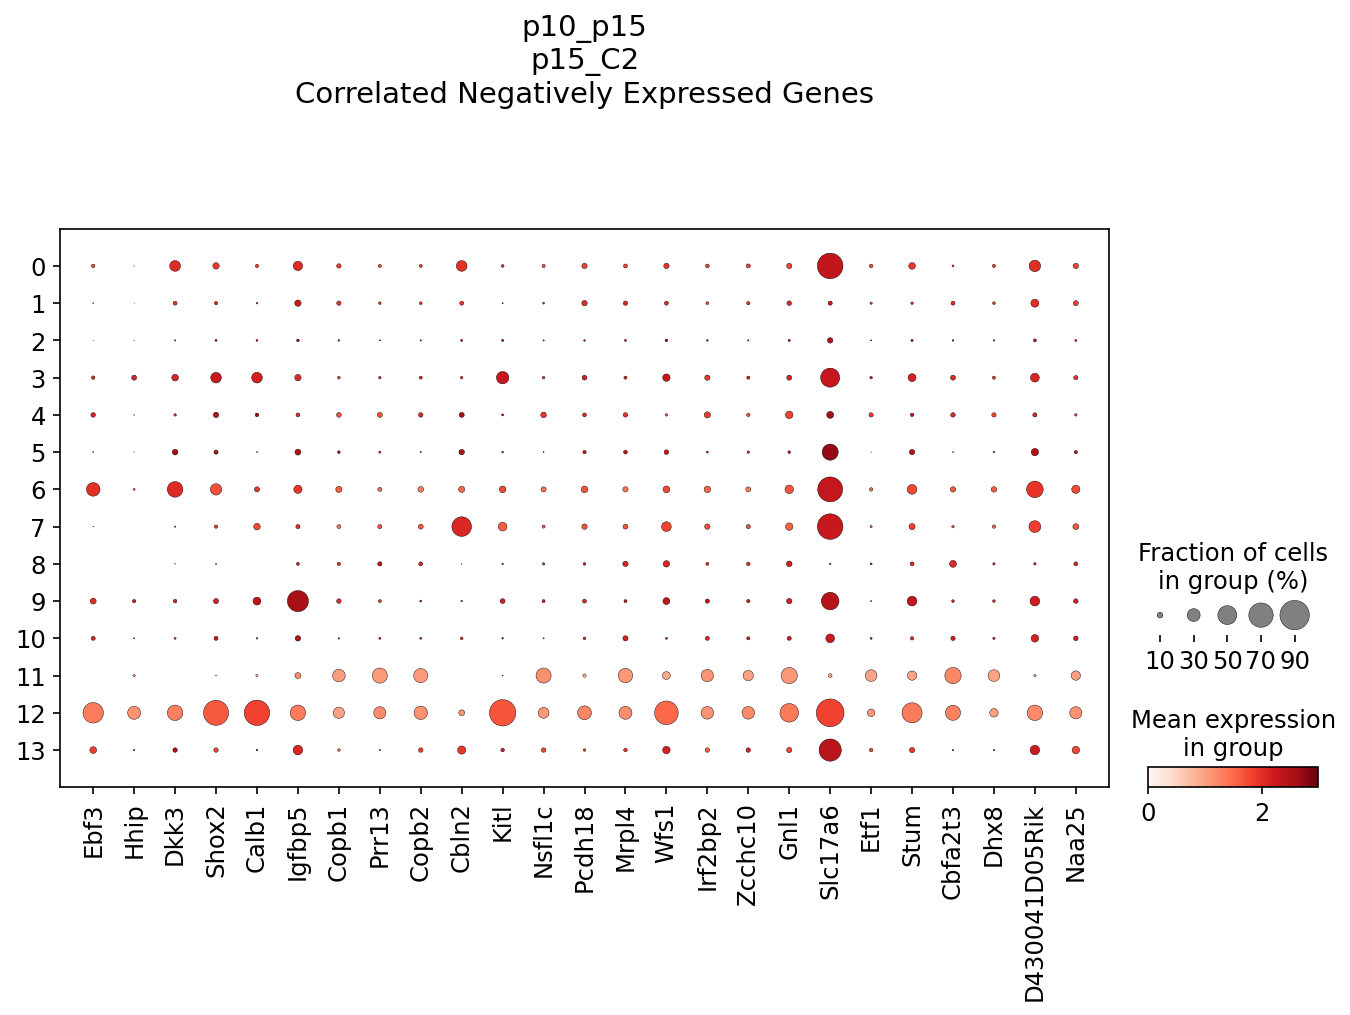 p10_p15
p15_C2
Correlated Negatively Expressed Genes
0
1
2
3
4
5
6
7
8
9
10
11
12
13
Ebf3
Hhip
Dkk3
Shox2
Calb1
Igfbp5
Copb1
Prr13
Copb2
Cbln2
Kitl
Nsfl1c
Pcdh18
Mrpl4
Wfs1
Irf2bp2
Zcchc10
Gnl1
Slc17a6
Etf1
Stum
Cbfa2t3
Dhx8
D430041D05Rik
Naa25
Fraction of cells
in group (%)
10 30 50 70 90
Mean expression
in group
0 2